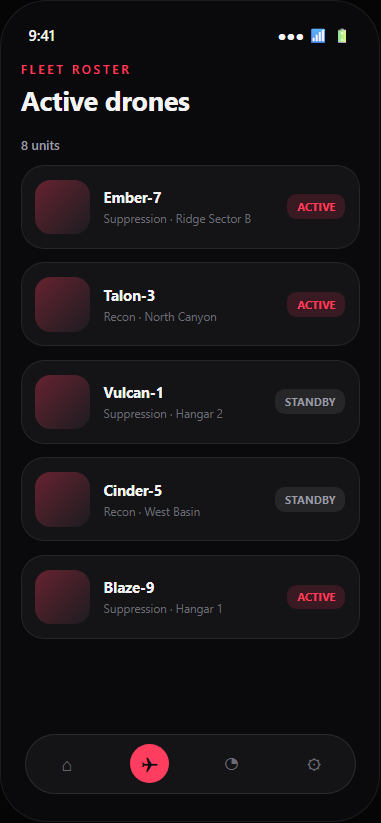 9:41
FLEET ROSTER
Active drones
8 units
Ember-7
Suppression · Ridge Sector B
ACTIVE
Talon-3
Recon · North Canyon
ACTIVE
Vulcan-1
Suppression · Hangar 2
STANDBY
Cinder-5
Recon · West Basin
STANDBY
Blaze-9
Suppression · Hangar 1
ACTIVE